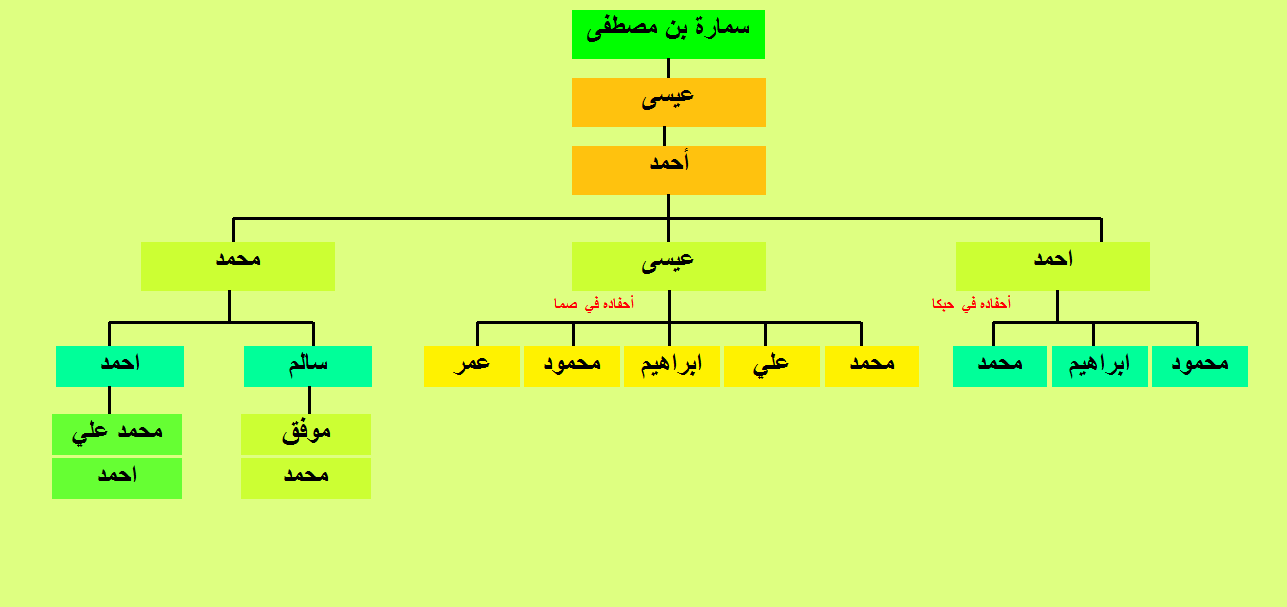 سمارة بن مصطفى
عيسى
أحمد
احمد
عيسى
محمد
أحفاده في حبكا
أحفاده في صما
محمود
ابراهيم
محمد
محمد
علي
ابراهيم
محمود
عمر
سالم
احمد
موفق
محمد علي
محمد
احمد